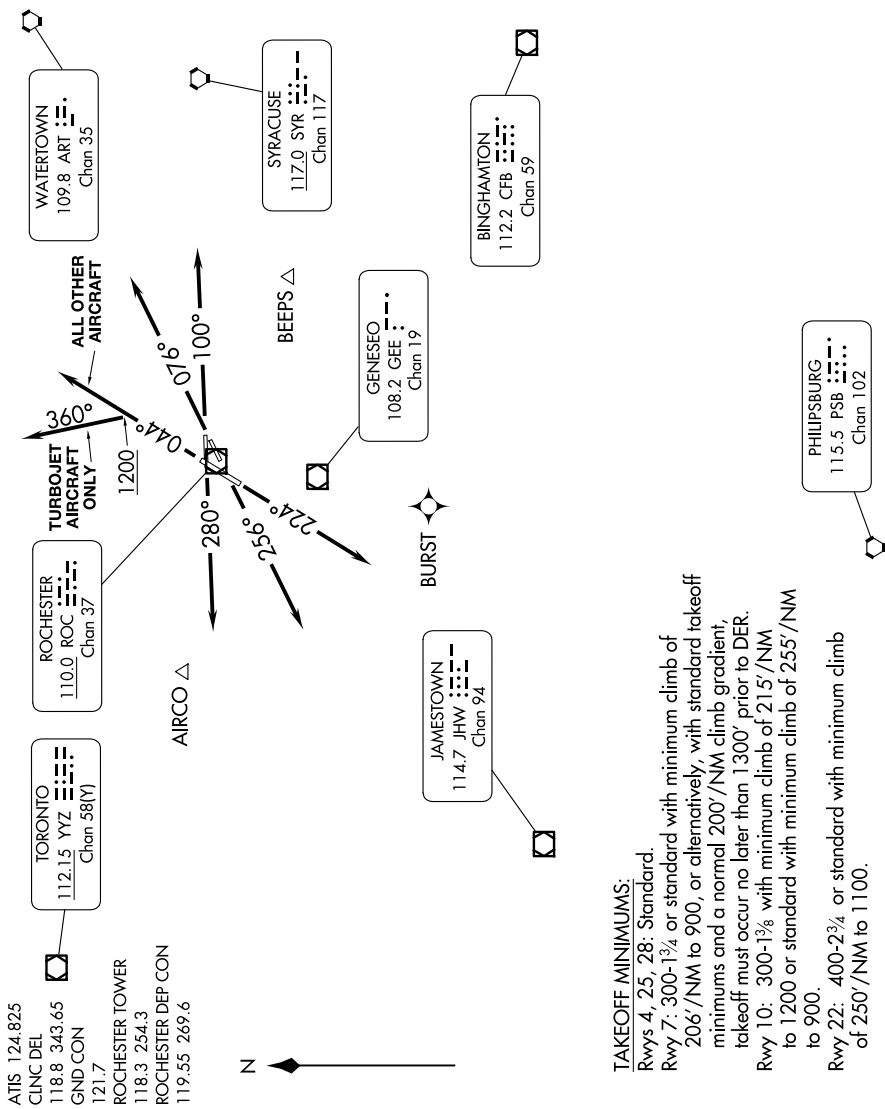 ATIS 124.825
CLNC DEL
118.8 343.65
GND CON
121.7
ROCHESTER TOWER
118.3 254.3
ROCHESTER DEP CON
119.55 269.6
TORONTO
112.15 YYZ
Chan 58(Y)
ROCHESTER
110.0 ROC
Chan 37
TURBOJET
AIRCRAFT
ONLY
360°
1200
ALL OTHER
AIRCRAFT
WATERTOWN
109.8 ART
Chan 35
044°
076°
100°
280°
256°
224°
AIRCO
BEEPS
SYRACUSE
117.0 SYR
Chan 117
GENESEO
108.2 GEE
Chan 19
BURST
JAMESTOWN
114.7 JHW
Chan 94
BINGHAMTON
112.2 CFB
Chan 59
PHILIPSBURG
115.5 PSB
Chan 102
N
TAKEOFF MINIMUMS:
Rwys 4, 25, 28: Standard.
Rwy 7: 300-1¾ or standard with minimum climb of
206'/NM to 900, or alternatively, with standard takeoff
minimums and a normal 200'/NM climb gradient,
takeoff must occur no later than 1300' prior to DER.
Rwy 10: 300-1⅜ with minimum climb of 215'/NM
to 1200 or standard with minimum climb of 255'/NM
to 900.
Rwy 22: 400-2¾ or standard with minimum climb
of 250'/NM to 1100.